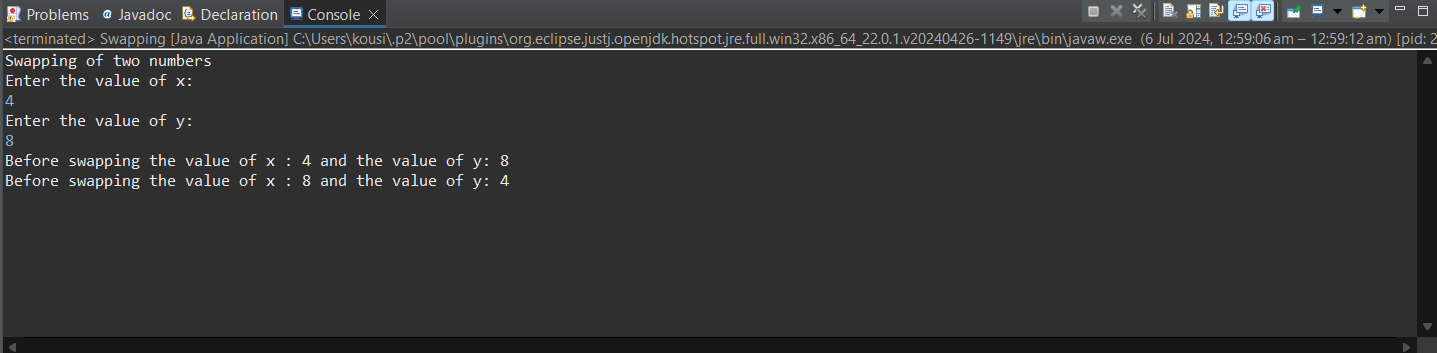 Problems @ Javadoc Declaration Console
<terminated> Swapping [Java Application] C:\Users\kousi\.p2\pool\plugins\org.eclipse.justj.openjdk.hotspot.jre.full.win32.x86_64_22.0.1.v20240426-1149\jre\bin\javaw.exe (6 Jul 2024, 12:59:06 am – 12:59:12 am) [pid: 2
Swapping of two numbers
Enter the value of x:
4
Enter the value of y:
8
Before swapping the value of x : 4 and the value of y: 8
Before swapping the value of x : 8 and the value of y: 4